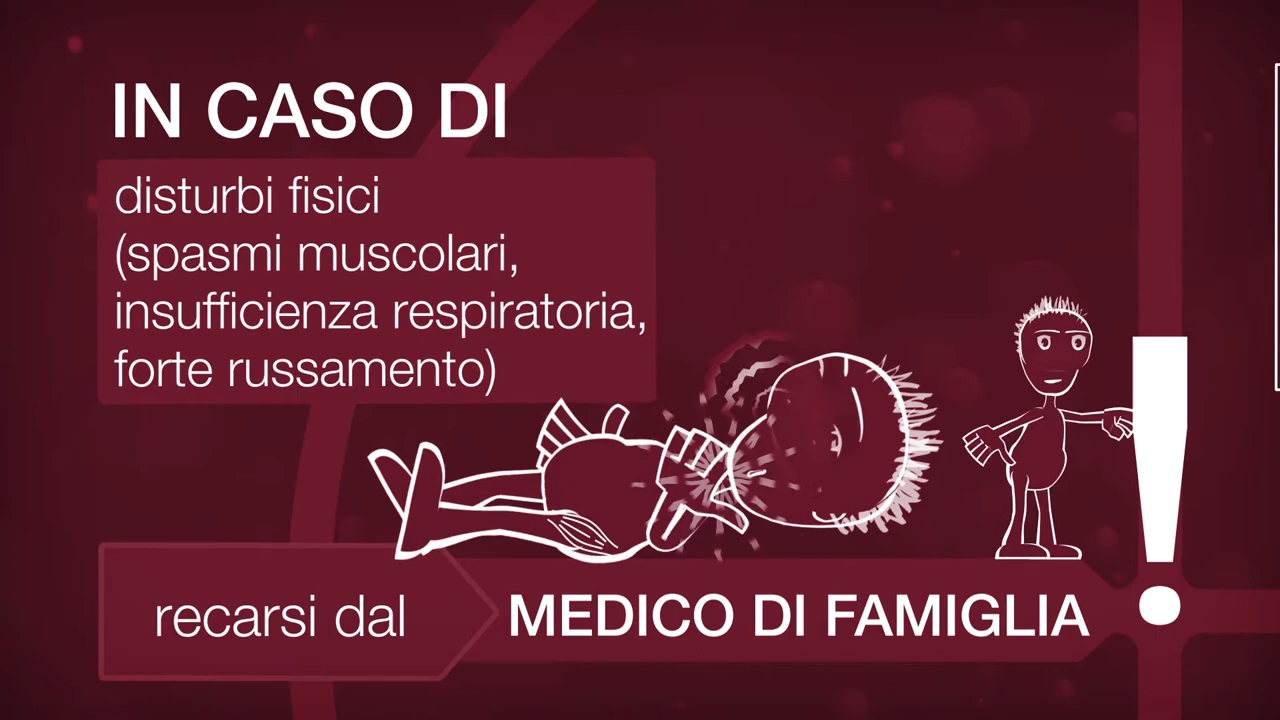 IN CASO DI
disturbi fisici
(spasmi muscolari,
insufficienza respiratoria,
forte russamento)
recarsi dal MEDICO DI FAMIGLIA !